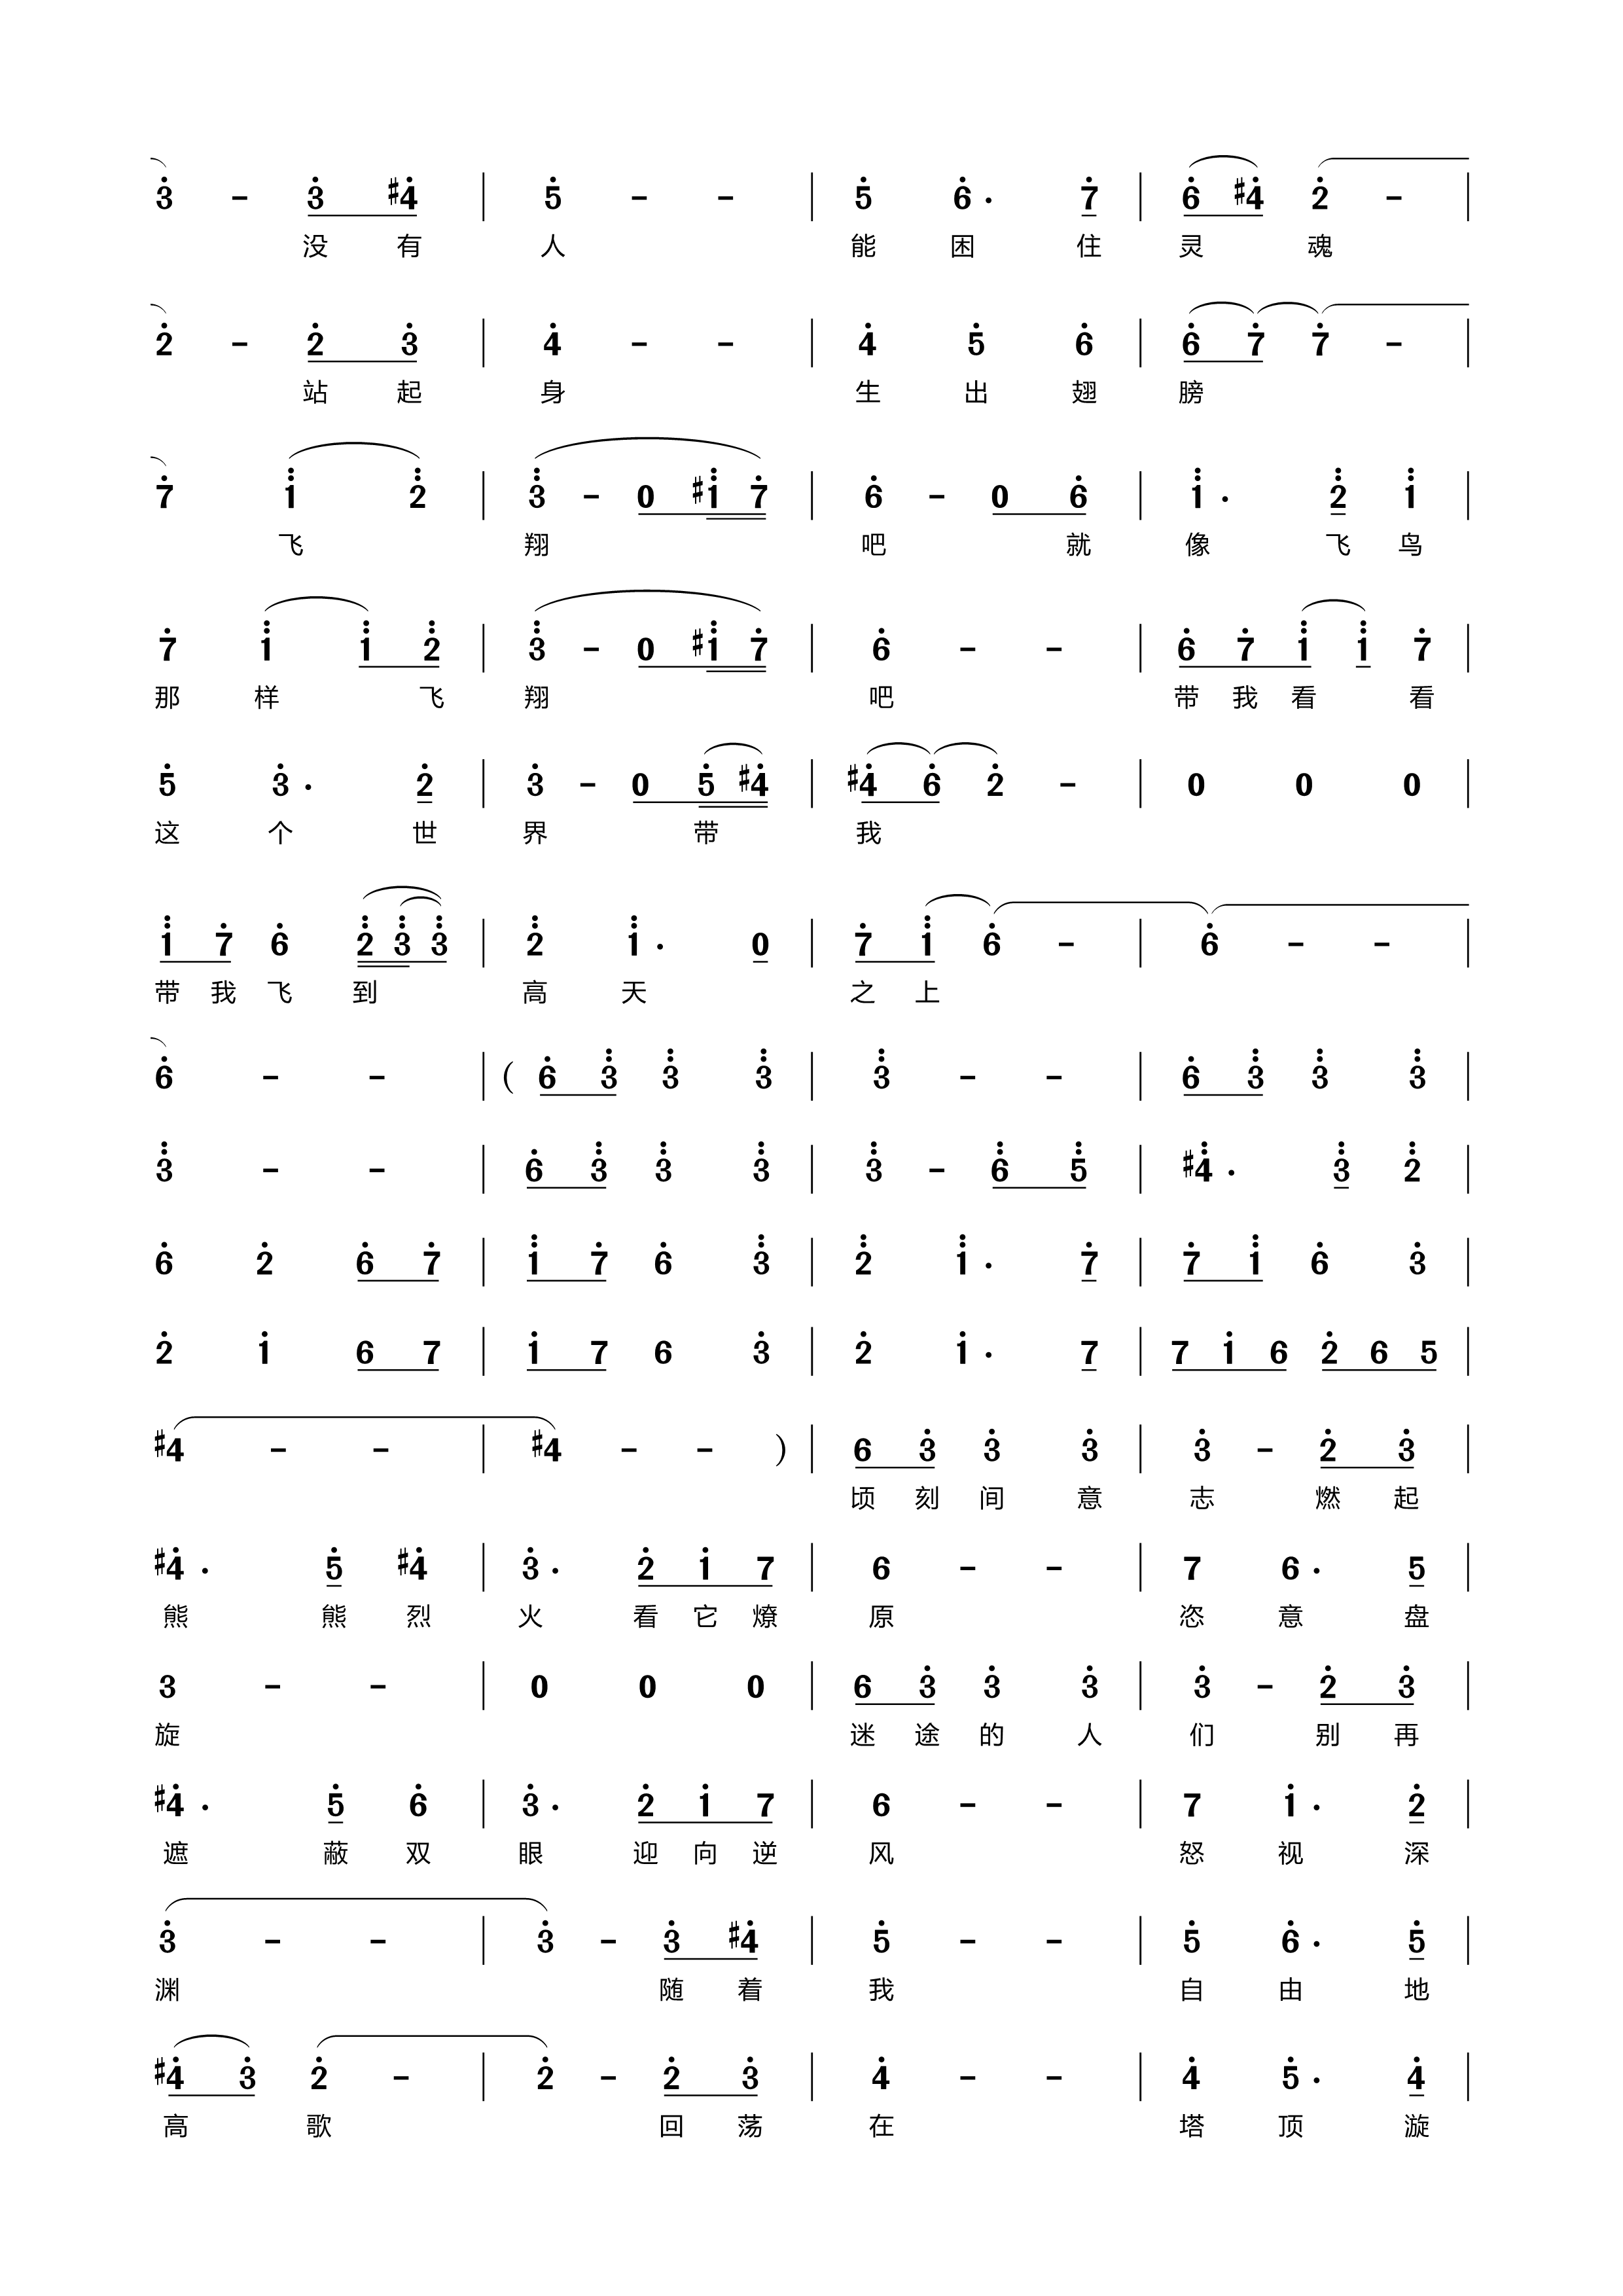 3 - 3 #4 | 5 - - | 5 6 · 7 | 6 #4 2 - |
没 有 人 能 困 住 灵 魂
2 - 2 3 | 4 - - | 4 5 6 | 6 7 7 - |
站 起 身 生 出 翅 膀
7 1 2 | 3 - 0 #1 7 | 6 - 0 6 | 1 · 2 1 |
飞 翔 吧 就 像 飞 鸟
7 1 1 2 | 3 - 0 #1 7 | 6 - - | 6 7 1 1 7 |
那 样 飞 翔 吧 带 我 看 看
5 3 · 2 | 3 - 0 5 #4 | #4 6 2 - | 0 0 0 |
这 个 世 界 带 我
1 7 6 2 3 3 | 2 1 · 0 | 7 1 6 - | 6 - - |
带 我 飞 到 高 天 之 上
6 - - | ( 6 3 3 3 | 3 - - | 6 3 3 3 |
3 - - | 6 3 3 3 | 3 - 6 5 | #4 · 3 2 |
6 2 6 7 | 1 7 6 3 | 2 1 · 7 | 7 1 6 3 |
2 1 6 7 | 1 7 6 3 | 2 1 · 7 | 7 1 6 2 6 5 |
#4 - - | #4 - - ) | 6 3 3 3 | 3 - 2 3 |
顷 刻 间 意 志 燃 起
#4 · 5 #4 | 3 · 2 1 7 | 6 - - | 7 6 · 5 |
熊 熊 烈 火 看 它 燎 原 恣 意 盘
3 - - | 0 0 0 | 6 3 3 3 | 3 - 2 3 |
旋 迷 途 的 人 们 别 再
#4 · 5 6 | 3 · 2 1 7 | 6 - - | 7 1 · 2 |
遮 蔽 双 眼 迎 向 逆 风 怒 视 深
3 - - | 3 - 3 #4 | 5 - - | 5 6 · 5 |
渊 随 着 我 自 由 地
#4 3 2 - | 2 - 2 3 | 4 - - | 4 5 · 4 |
高 歌 回 荡 在 塔 顶 漩